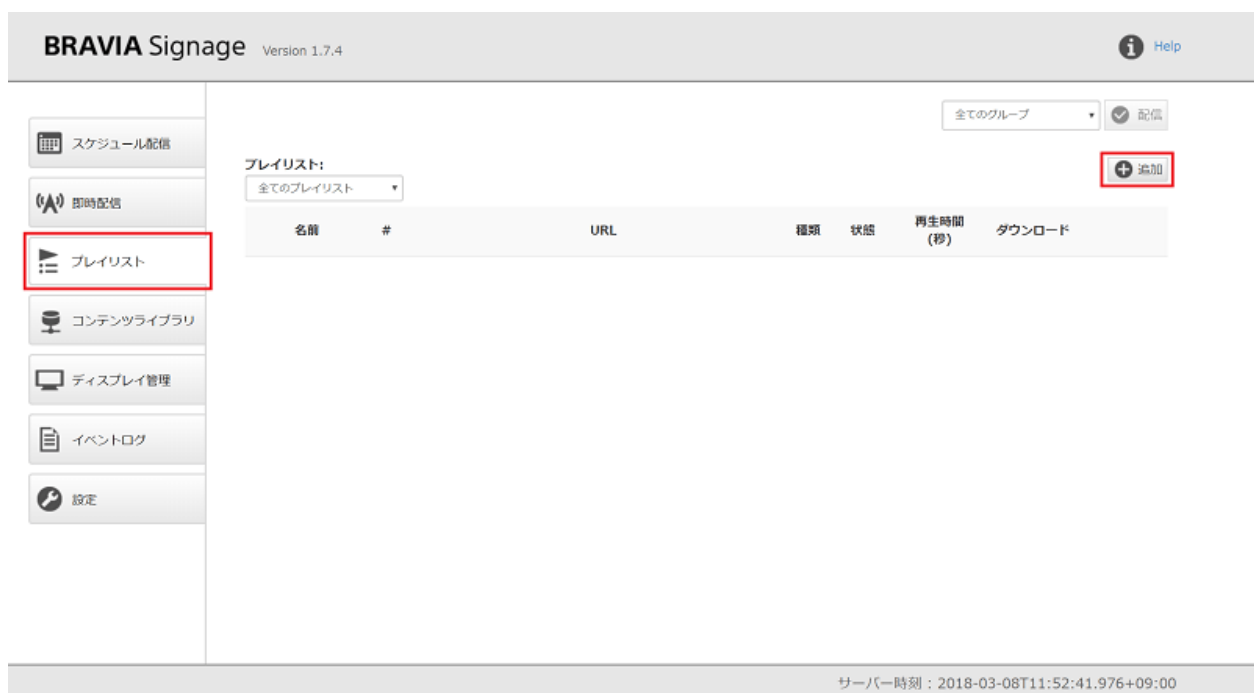 BRAVIA Signage Version 1.7.4
Help
全てのグループ
配信
スケジュール配信
プレイリスト:
追加
全てのプレイリスト
即時配信
名前 # URL 種類 状態 再生時間
(秒) ダウンロード
プレイリスト
コンテンツライブラリ
ディスプレイ管理
イベントログ
設定
サーバー時刻 : 2018-03-08T11:52:41.976+09:00